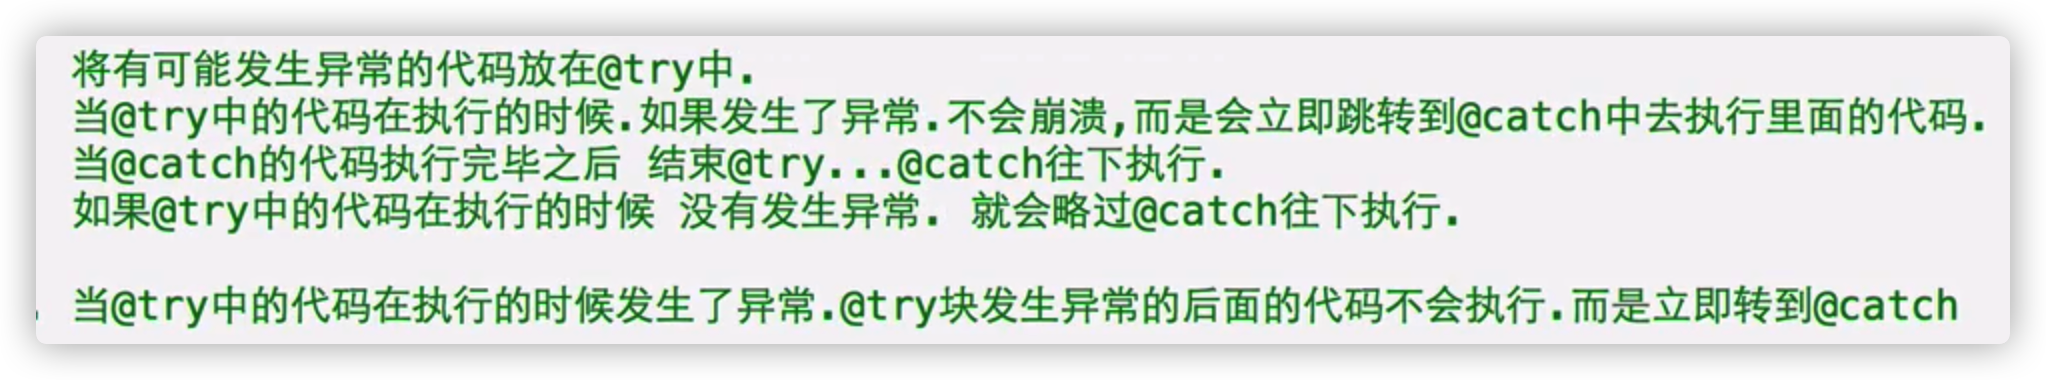 将有可能发生异常的代码放在@try中.
当@try中的代码在执行的时候.如果发生了异常.不会崩溃,而是会立即跳转到@catch中去执行里面的代码.
当@catch的代码执行完毕之后 结束@try...@catch往下执行.
如果@try中的代码在执行的时候 没有发生异常. 就会略过@catch往下执行.
当@try中的代码在执行的时候发生了异常.@try块发生异常的后面的代码不会执行.而是立即转到@catch